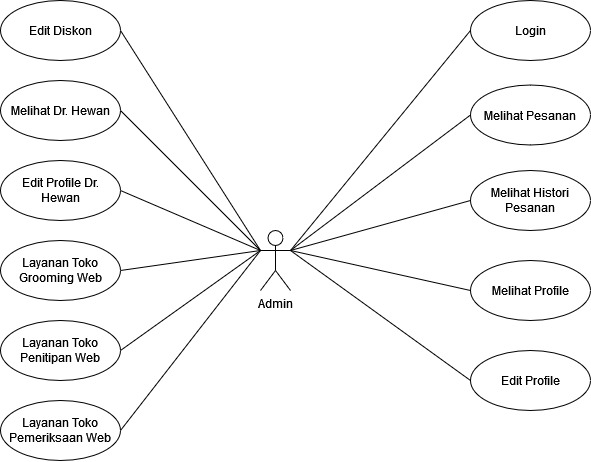 Edit Diskon
Melihat Dr. Hewan
Edit Profile Dr.
Hewan
Layanan Toko
Grooming Web
Layanan Toko
Penitipan Web
Layanan Toko
Pemeriksaan Web
Admin
Login
Melihat Pesanan
Melihat Histori
Pesanan
Melihat Profile
Edit Profile